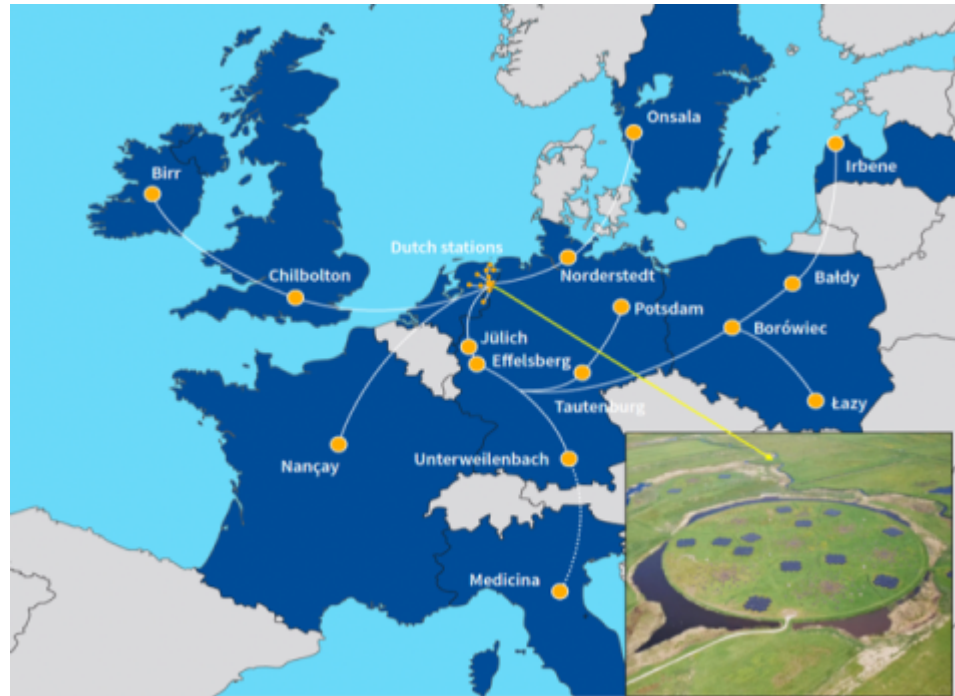 Onsala
Irbene
Birr
Dutch stations
Chilbolton
Norderstedt
Bałdy
Potsdam
Borówiec
Jülich
Effelsberg
Tautenburg
Łazy
Nançay
Unterweilenbach
Medicina